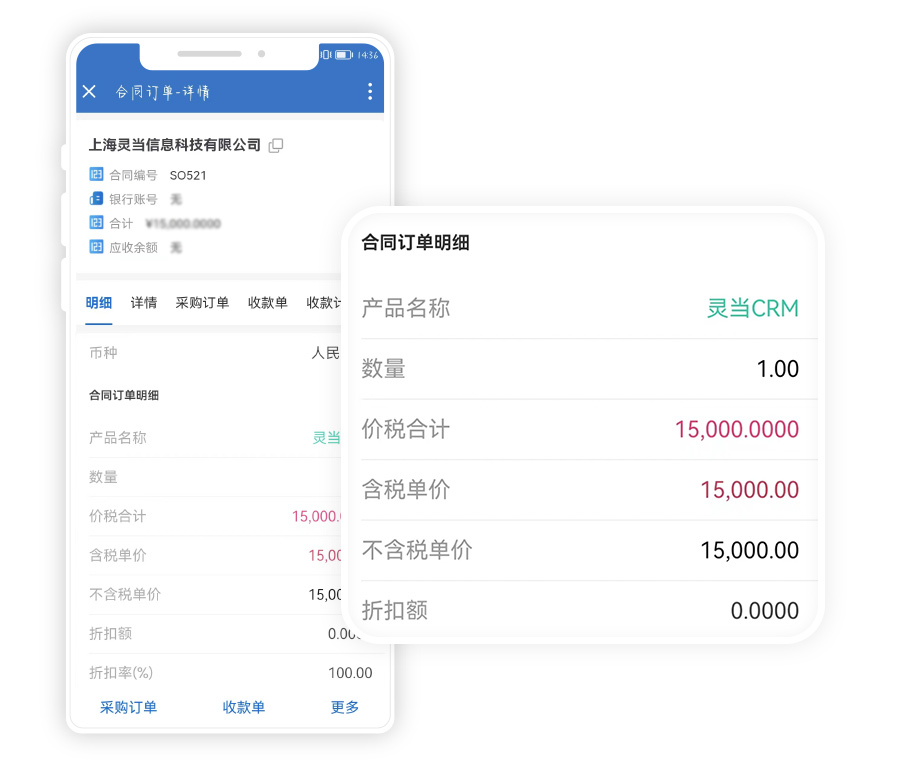 14:36
合同订单-详情
上海灵当信息科技有限公司
合同编号 SO521
银行账号 无
合计 ¥15,000.0000
应收余额 无
明细 详情 采购订单 收款单 收款计
币种 人民
合同订单明细
产品名称 灵当
数量
价税合计 15,000.
含税单价 15,00
不含税单价 15,00
折扣额 0.00
折扣率(%) 100.00
采购订单 收款单 更多
合同订单明细
产品名称 灵当CRM
数量 1.00
价税合计 15,000.0000
含税单价 15,000.00
不含税单价 15,000.00
折扣额 0.0000